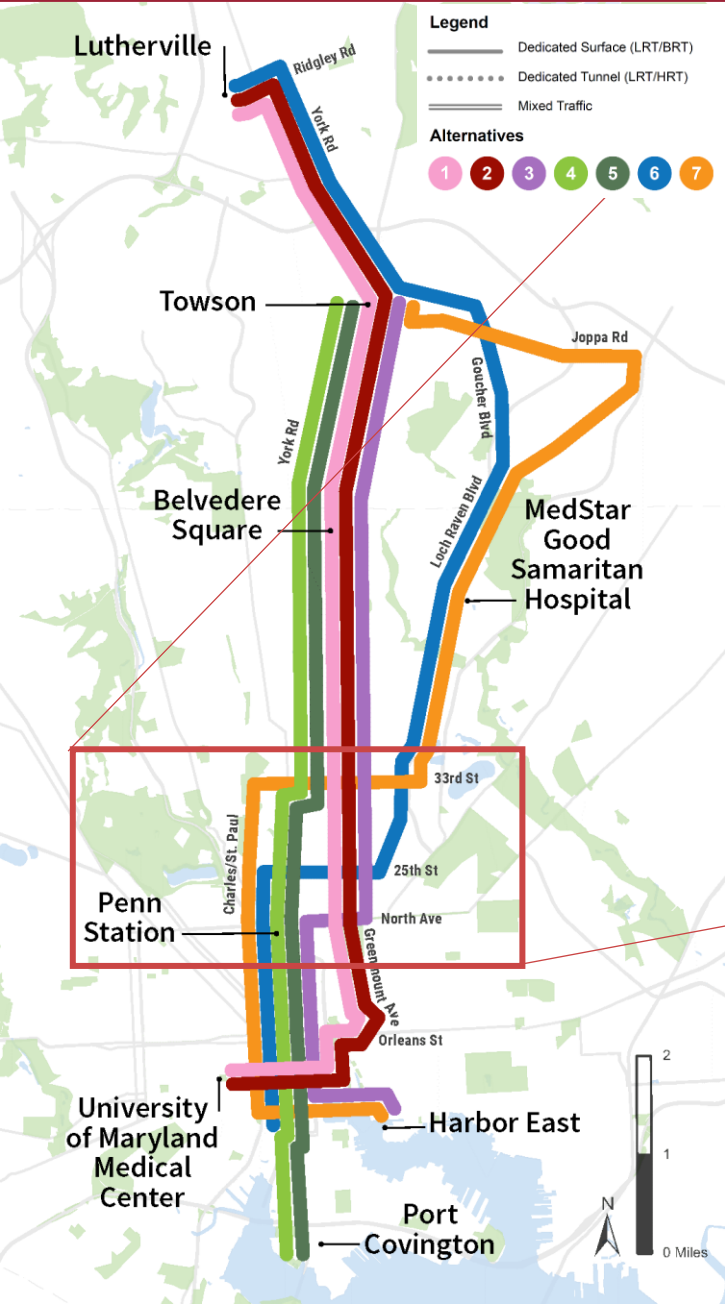 Lutherville
Ridgley Rd
York Rd
Legend
Dedicated Surface (LRT/BRT)
Dedicated Tunnel (LRT/HRT)
Mixed Traffic
Alternatives
1 2 3 4 5 6 7
Towson
Joppa Rd
Goucher Blvd
York Rd
Belvedere
Square
Loch Raven Blvd
MedStar
Good
Samaritan
Hospital
33rd St
Charles/St. Paul
25th St
Penn
Station
North Ave
Greenmount Ave
Orleans St
University
of Maryland
Medical
Center
Harbor East
Port
Covington
N
2
1
0 Miles